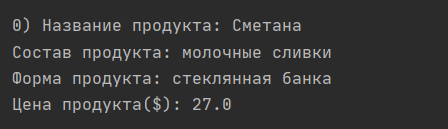 0) Название продукта: Сметана
Состав продукта: молочные сливки
Форма продукта: стеклянная банка
Цена продукта($): 27.0